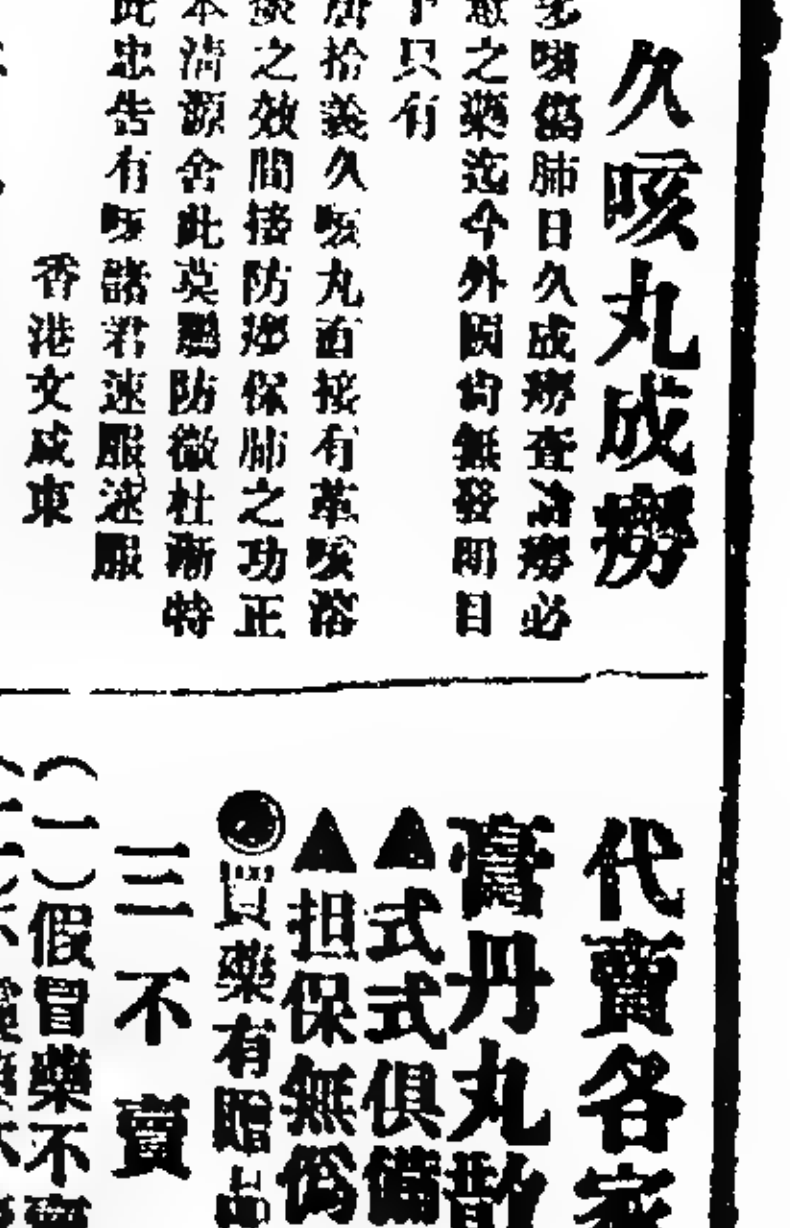 久咳丸成癆
多咳傷肺日久成癆查治癆必
愈之藥迄今外國尚無發明目
下只有
唐拾義久咳丸直接有革咳落
痰之效間接防癆保肺之功正
本清源舍此莫屬防微杜漸特
此忠告有咳諸君速服速服
香港文咸東
代賣各家
膏丹丸散
▲式式俱備
▲担保無偽
買藥有贈品
三不賣
(一)假冒藥不賣